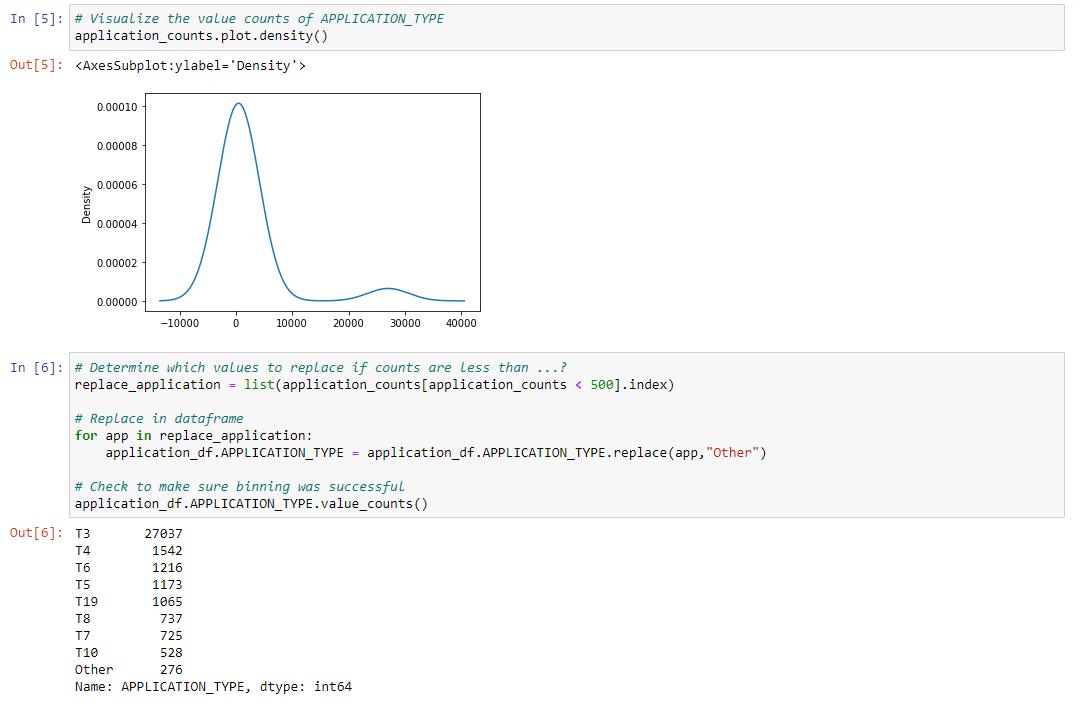 In [5]: # Visualize the value counts of APPLICATION_TYPE
application_counts.plot.density()
Out[5]: <AxesSubplot:ylabel='Density'>
0.00010
0.00008
0.00006
0.00004
0.00002
0.00000
Density
−10000 0 10000 20000 30000 40000
In [6]: # Determine which values to replace if counts are less than ...?
replace_application = list(application_counts[application_counts < 500].index)
# Replace in dataframe
for app in replace_application:
    application_df.APPLICATION_TYPE = application_df.APPLICATION_TYPE.replace(app,"Other")
# Check to make sure binning was successful
application_df.APPLICATION_TYPE.value_counts()
Out[6]: T3 27037
T4 1542
T6 1216
T5 1173
T19 1065
T8 737
T7 725
T10 528
Other 276
Name: APPLICATION_TYPE, dtype: int64